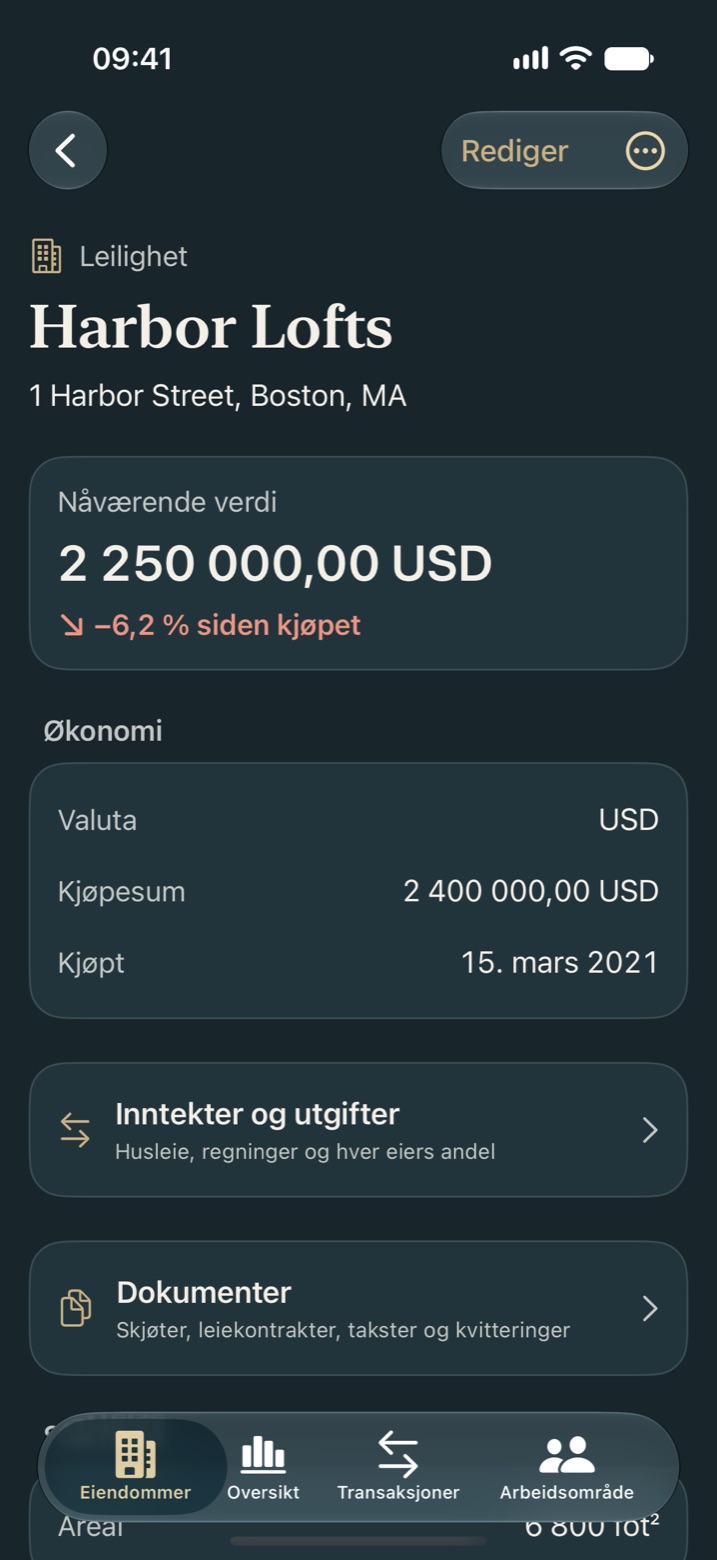 09:41
Rediger
Leilighet
Harbor Lofts
1 Harbor Street, Boston, MA
Nåværende verdi
2 250 000,00 USD
↘ −6,2 % siden kjøpet
Økonomi
Valuta USD
Kjøpesum 2 400 000,00 USD
Kjøpt 15. mars 2021
Inntekter og utgifter
Husleie, regninger og hver eiers andel
Dokumenter
Skjøter, leiekontrakter, takster og kvitteringer
Eiendommer Oversikt Transaksjoner Arbeidsområde
Areal 6 800 fot²